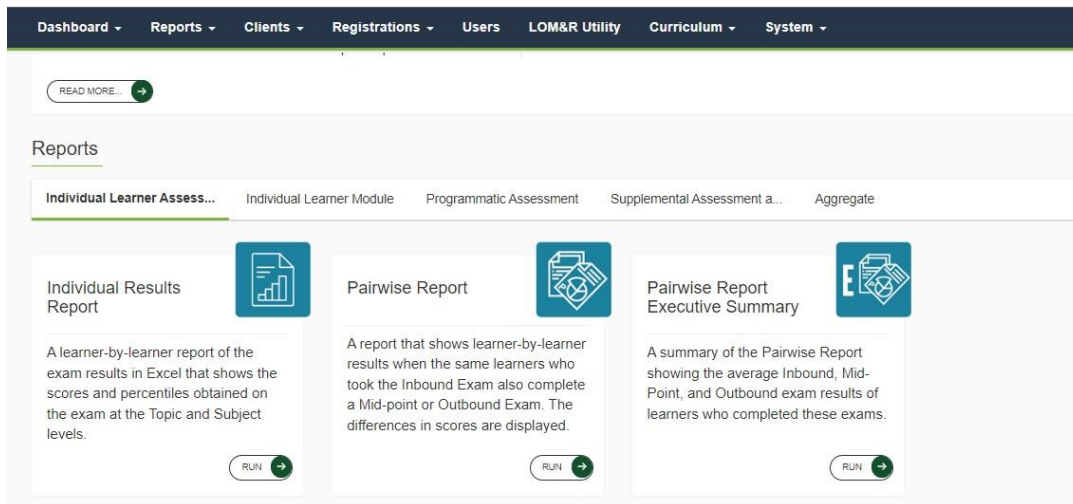 Dashboard Reports Clients Registrations Users LOM&R Utility Curriculum System
READ MORE...
Reports
Individual Learner Assess... Individual Learner Module Programmatic Assessment Supplemental Assessment a... Aggregate
Individual Results
Report
A learner-by-learner report of the
exam results in Excel that shows the
scores and percentiles obtained on
the exam at the Topic and Subject
levels.
RUN
Pairwise Report
A report that shows learner-by-learner
results when the same learners who
took the Inbound Exam also complete
a Mid-point or Outbound Exam. The
differences in scores are displayed.
RUN
E
Pairwise Report
Executive Summary
A summary of the Pairwise Report
showing the average Inbound, Mid-
Point, and Outbound exam results of
learners who completed these exams.
RUN